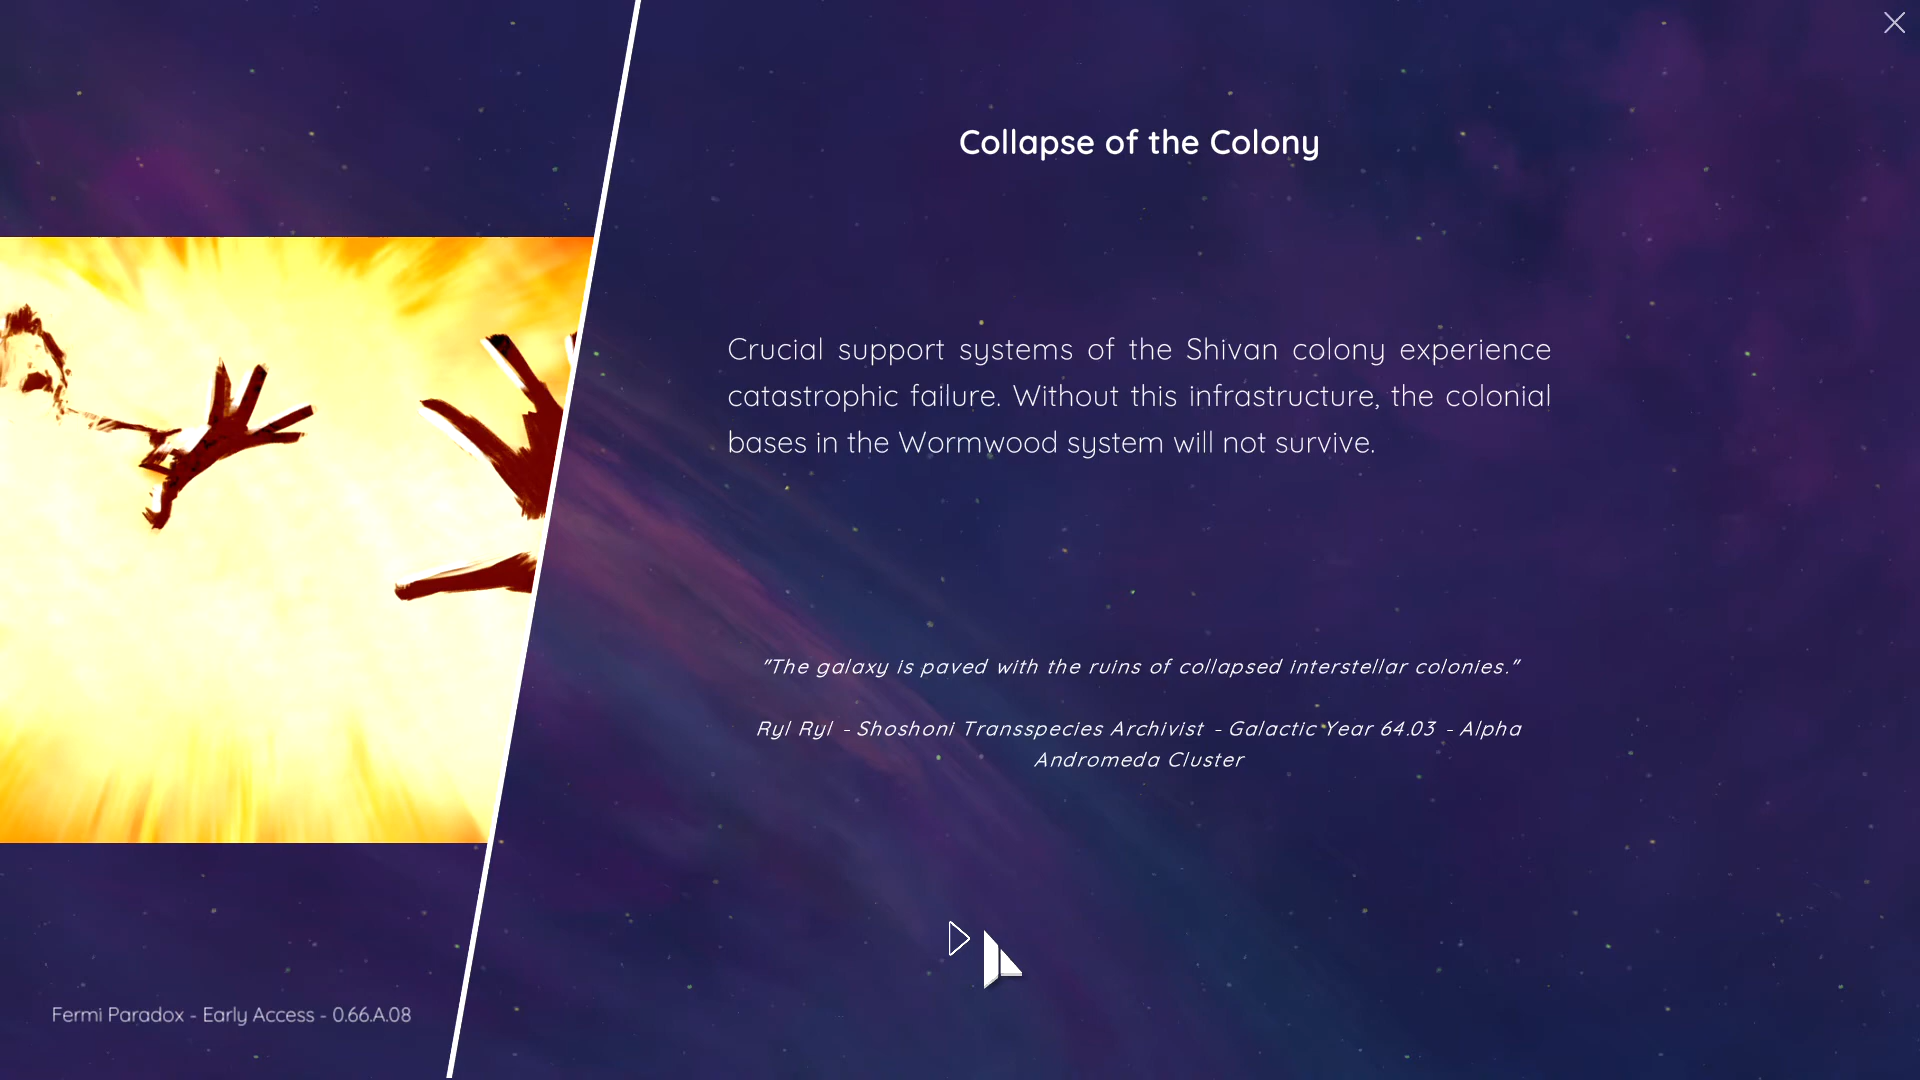 Collapse of the Colony
Crucial support systems of the Shivan colony experience
catastrophic failure. Without this infrastructure, the colonial
bases in the Wormwood system will not survive.
"The galaxy is paved with the ruins of collapsed interstellar colonies."
Ryl Ryl - Shoshoni Transspecies Archivist - Galactic Year 64.03 - Alpha
Andromeda Cluster
Fermi Paradox - Early Access - 0.66.A.08